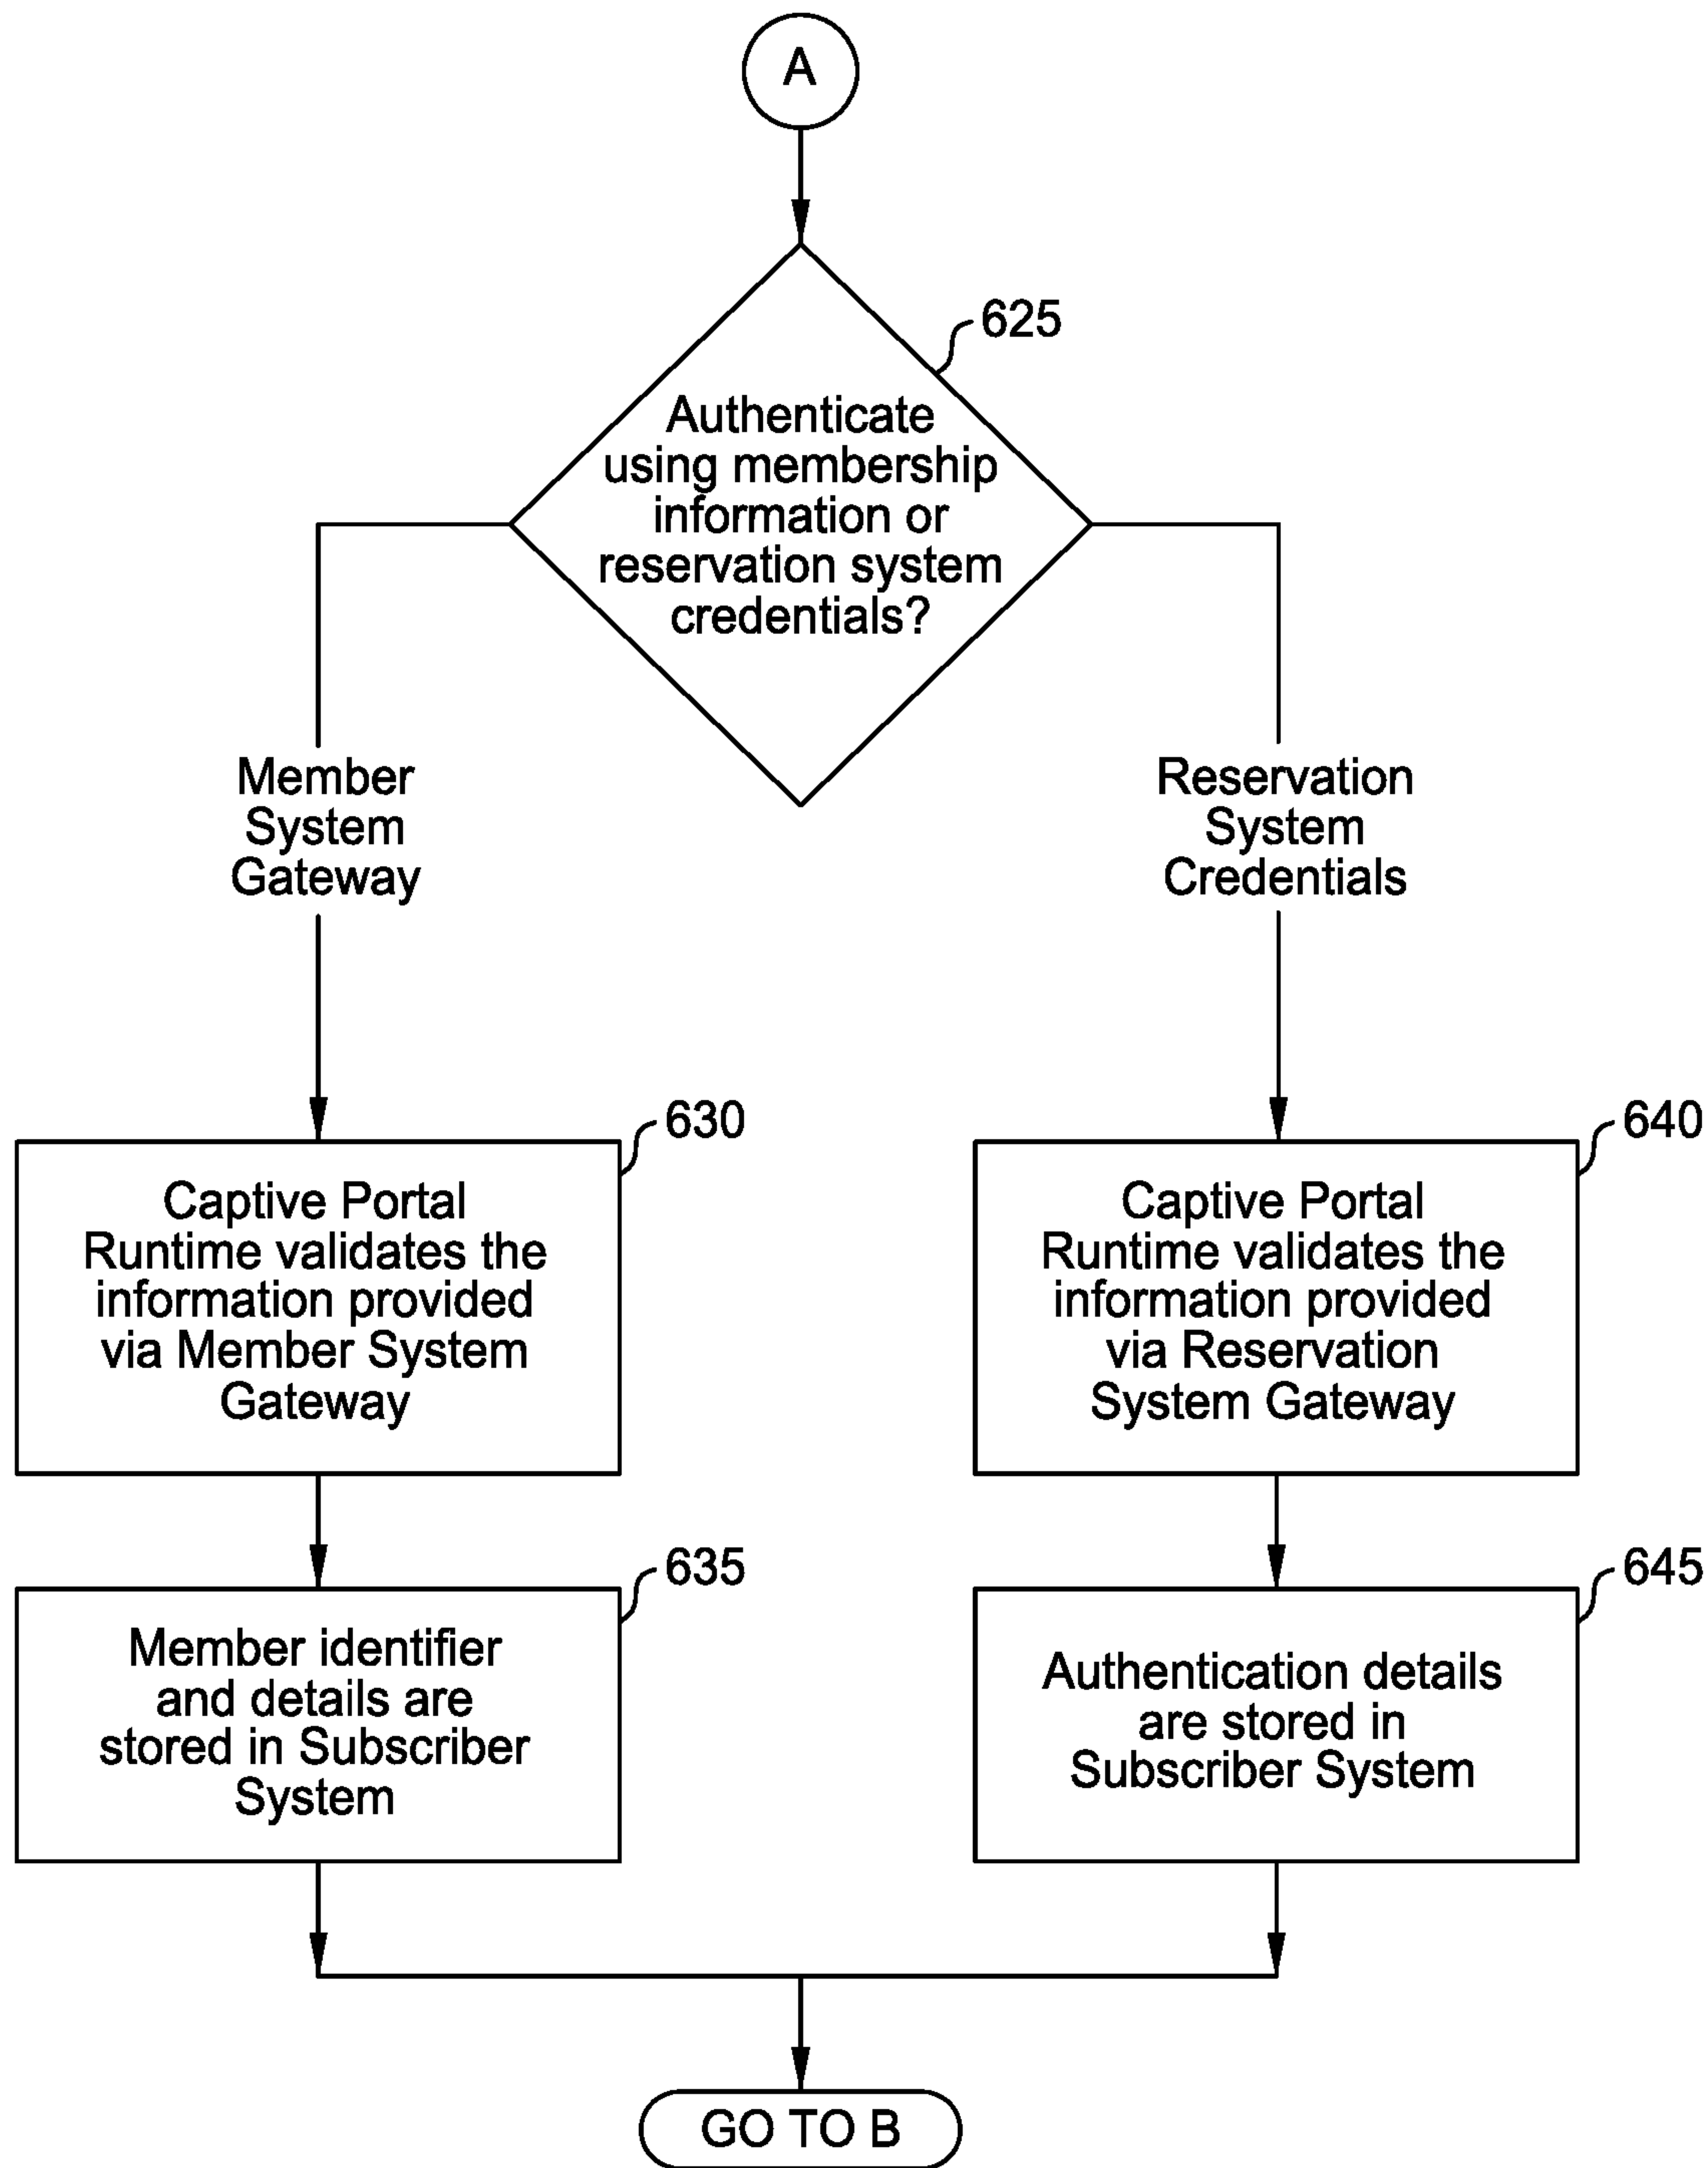 A
625
Authenticate
using membership
information or
reservation system
credentials?
Member
System
Gateway
Reservation
System
Credentials
630
Captive Portal
Runtime validates the
information provided
via Member System
Gateway
640
Captive Portal
Runtime validates the
information provided
via Reservation
System Gateway
635
Member identifier
and details are
stored in Subscriber
System
645
Authentication details
are stored in
Subscriber System
GO TO B